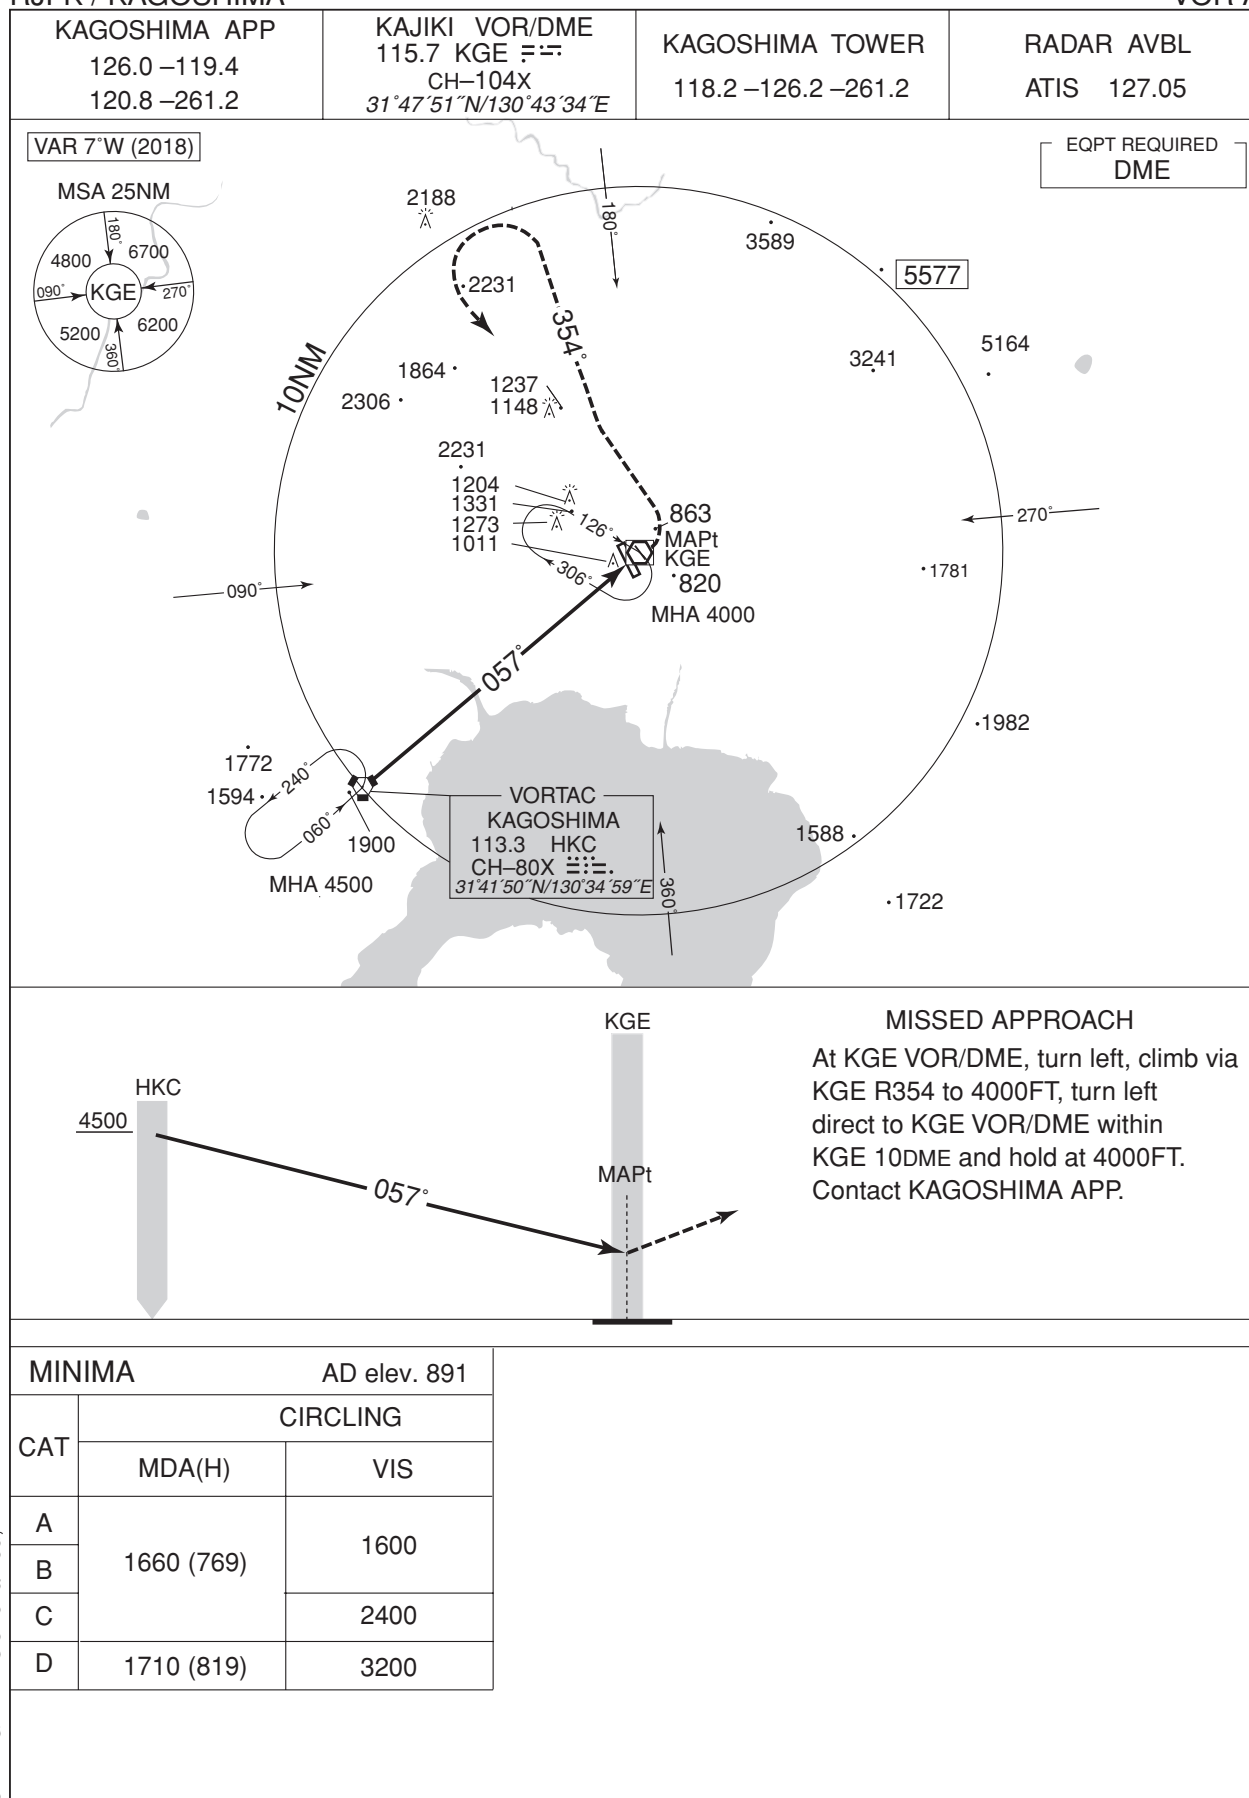 KAGOSHIMA APP
126.0 –119.4
120.8 –261.2
KAJIKI VOR/DME
115.7 KGE
CH–104X
31°47´51˝N/130°43´34˝E
KAGOSHIMA TOWER
118.2 –126.2 –261.2
RADAR AVBL
ATIS 127.05
VAR 7°W (2018)
EQPT REQUIRED
DME
MSA 25NM
180°
4800
6700
090°
KGE
270°
5200
6200
360°
2188
180°
3589
5577
2231
354°
10NM
5164
3241
1864
1237
2306
1148
2231
1204
1331
1273
1011
126°
863
MAPt
KGE
270°
306°
820
1781
090°
MHA 4000
057°
1982
1772
240°
1594
060°
1900
MHA 4500
VORTAC
KAGOSHIMA
113.3 HKC
CH–80X
31°41´50˝N/130°34´59˝E
1588
360°
1722
KGE
HKC
4500
057°
MAPt
MISSED APPROACH
At KGE VOR/DME, turn left, climb via
KGE R354 to 4000FT, turn left
direct to KGE VOR/DME within
KGE 10DME and hold at 4000FT.
Contact KAGOSHIMA APP.
MINIMA AD elev. 891
CAT
CIRCLING
MDA(H) VIS
A
1660 (769) 1600
B
C 2400
D 1710 (819) 3200